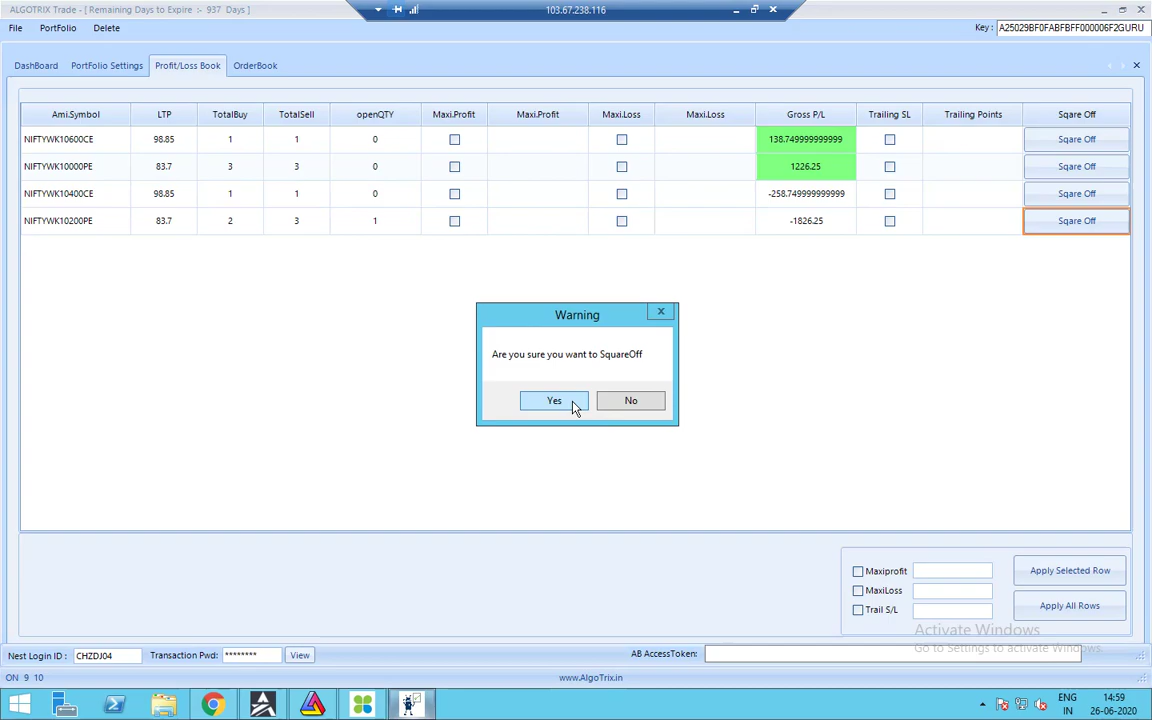 ALGOTRIX Trade - [ Remaining Days to Expire :- 937 Days ]
103.67.238.116
File PortFolio Delete
Key : A25029BF0FABFBFF000006F2GURU
DashBoard PortFolio Settings Profit/Loss Book OrderBook
Ami.Symbol LTP TotalBuy TotalSell openQTY Maxi.Profit Maxi.Profit Maxi.Loss Maxi.Loss Gross P/L Trailing SL Trailing Points Sqare Off
NIFTYWK10600CE 98.85 1 1 0 138.749999999999 Sqare Off
NIFTYWK10000PE 83.7 3 3 0 1226.25 Sqare Off
NIFTYWK10400CE 98.85 1 1 0 -258.749999999999 Sqare Off
NIFTYWK10200PE 83.7 2 3 1 -1826.25 Sqare Off
Warning
x
Are you sure you want to SquareOff
Yes No
Maxiprofit
MaxiLoss
Trail S/L
Apply Selected Row
Apply All Rows
Activate Windows
Go to Settings to activate Windows.
Nest Login ID : CHZDJ04 Transaction Pwd: ******** View AB AccessToken:
ON 9 10 www.AlgoTrix.in
ENG
IN
14:59
26-06-2020